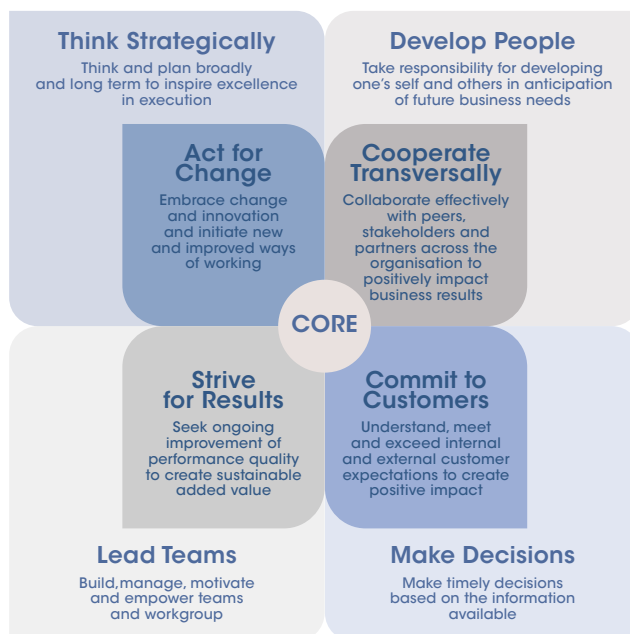 Think Strategically
Think and plan broadly
and long term to inspire excellence
in execution
Develop People
Take responsibility for developing
one's self and others in anticipation
of future business needs
Act for
Change
Embrace change
and innovation
and initiate new
and improved ways
of working
Cooperate
Transversally
Collaborate effectively
with peers,
stakeholders and
partners across the
organisation to
positively impact
business results
CORE
Strive
for Results
Seek ongoing
improvement of
performance quality
to create sustainable
added value
Commit to
Customers
Understand, meet
and exceed internal
and external customer
expectations to create
positive impact
Lead Teams
Build,manage, motivate
and empower teams
and workgroup
Make Decisions
Make timely decisions
based on the information
available